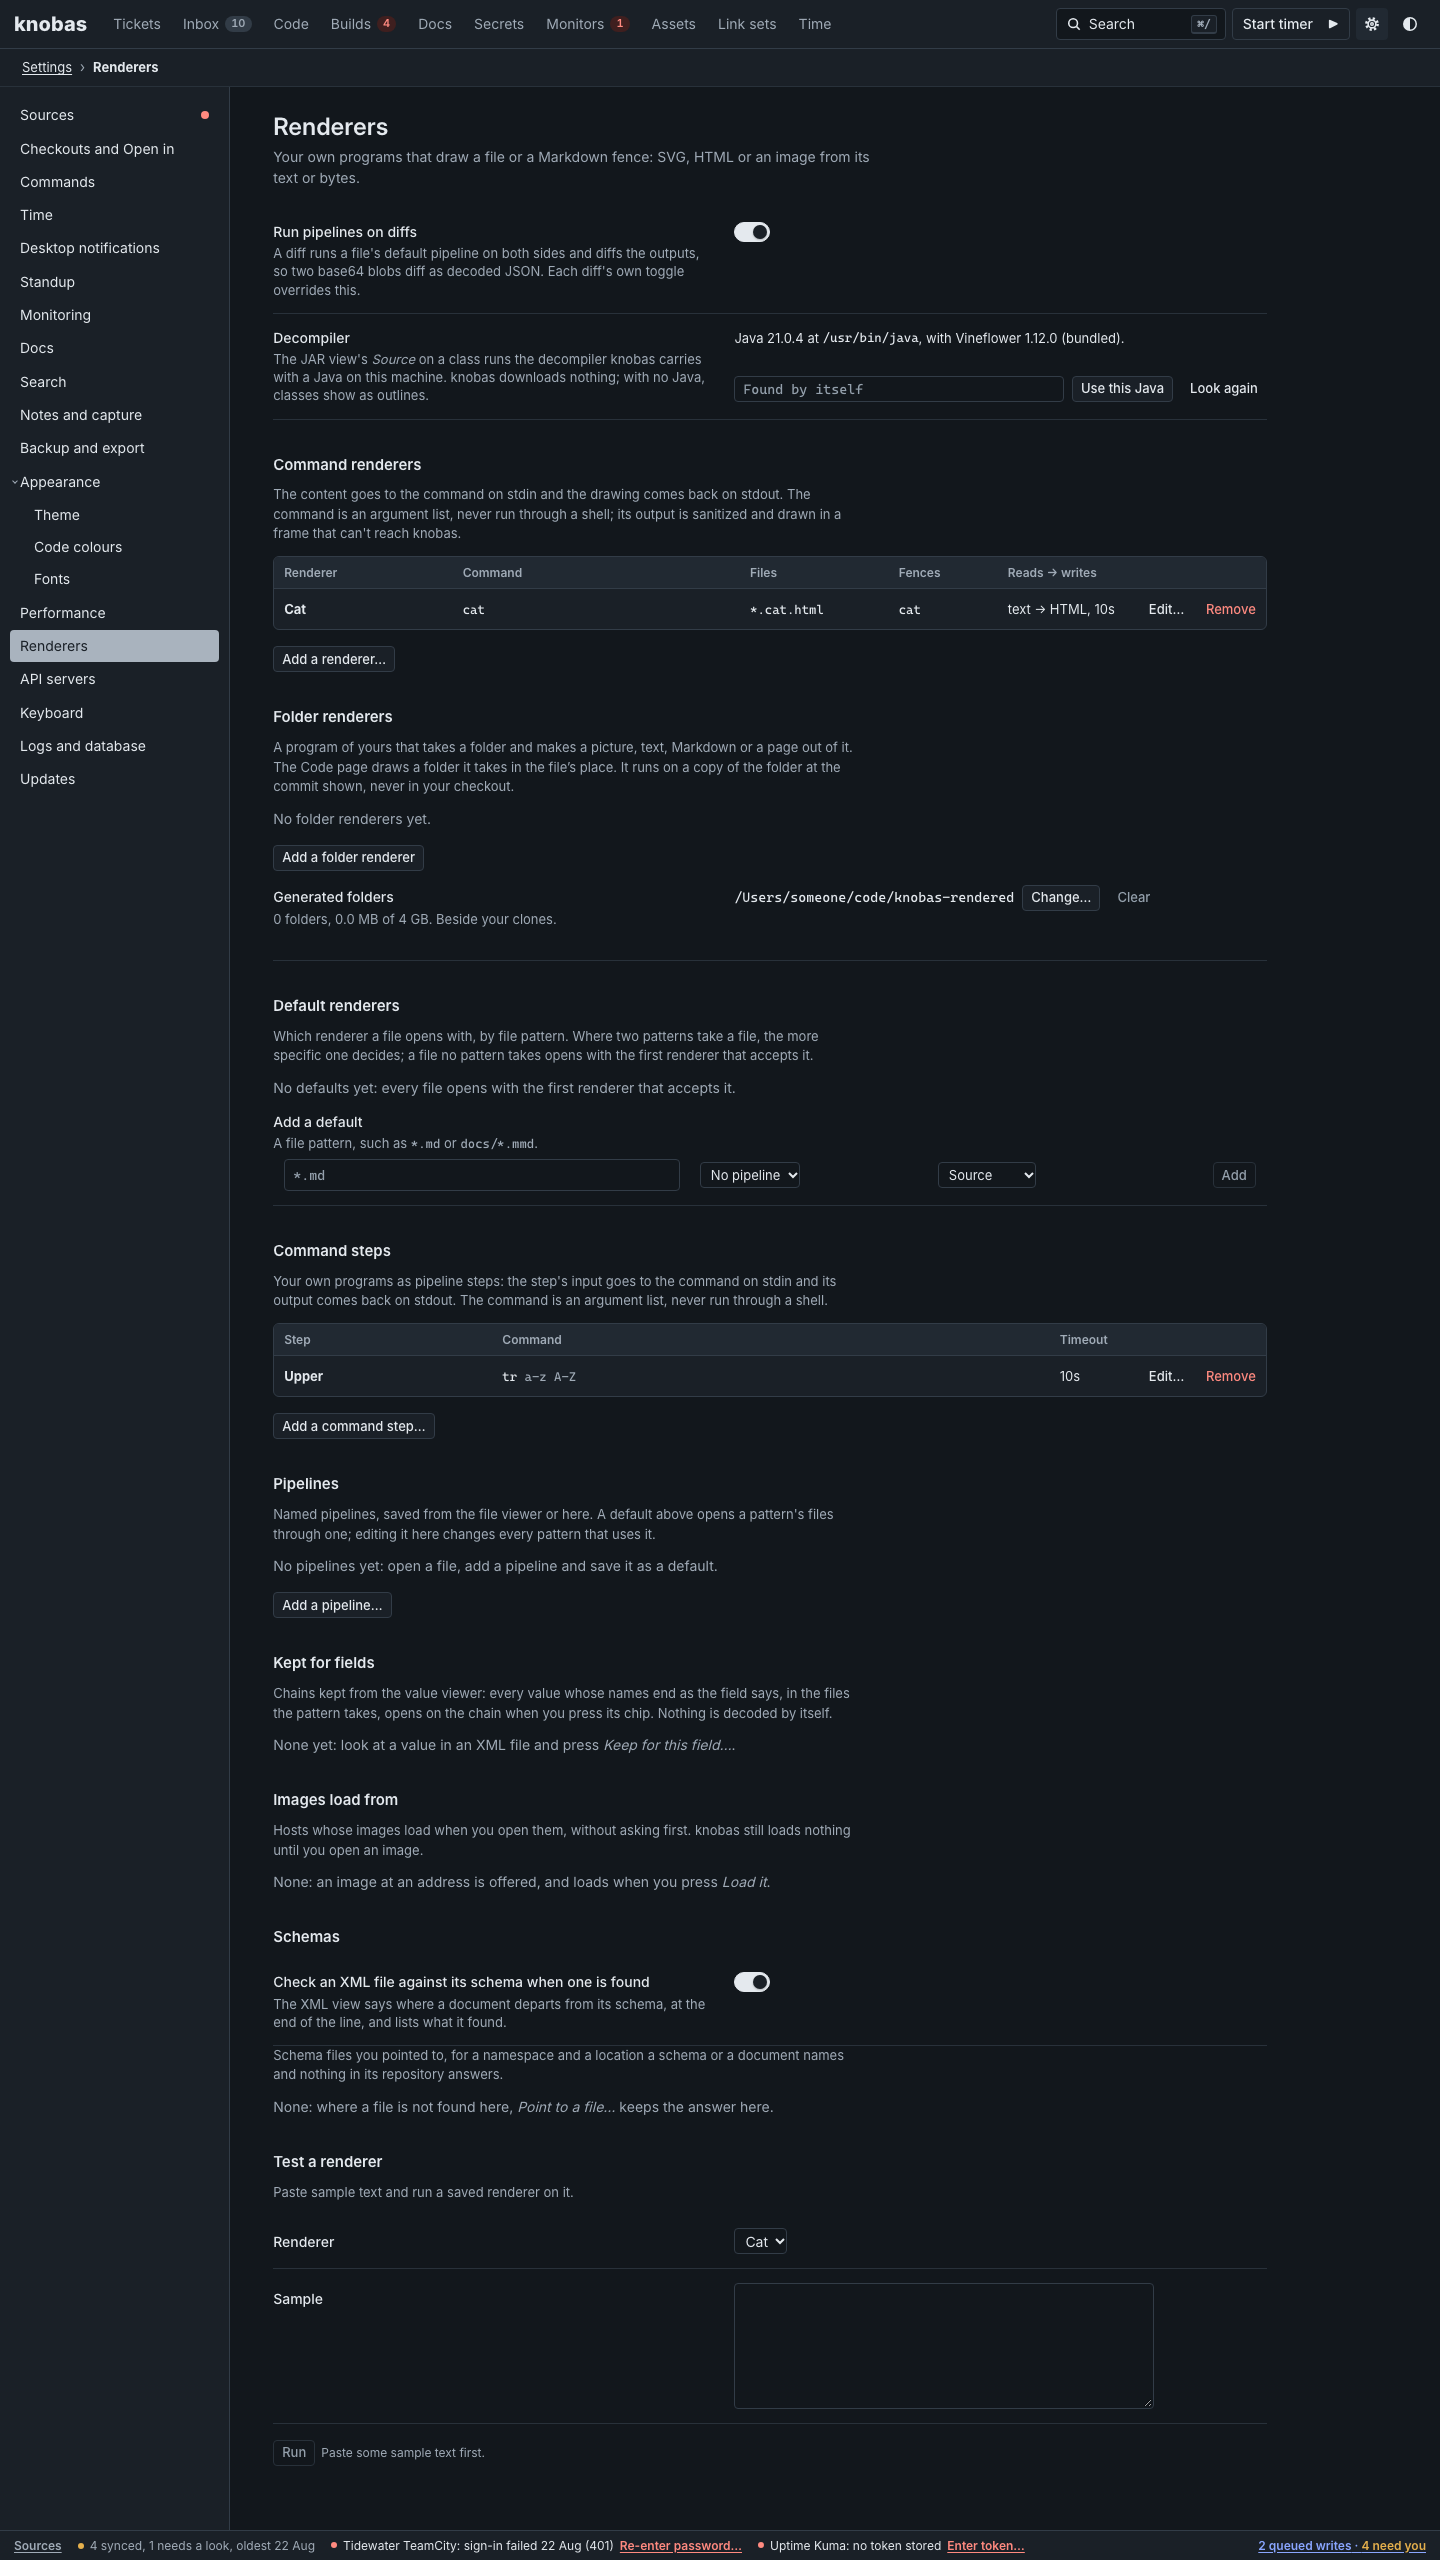 knobas Tickets Inbox 10 Code Builds 4 Docs Secrets Monitors 1 Assets Link sets Time Search ⌘/ Start timer
Settings › Renderers
Sources
Checkouts and Open in
Commands
Time
Desktop notifications
Standup
Monitoring
Docs
Search
Notes and capture
Backup and export
Appearance
Theme
Code colours
Fonts
Performance
Renderers
API servers
Keyboard
Logs and database
Updates
Renderers
Your own programs that draw a file or a Markdown fence: SVG, HTML or an image from its
text or bytes.
Run pipelines on diffs
A diff runs a file's default pipeline on both sides and diffs the outputs,
so two base64 blobs diff as decoded JSON. Each diff's own toggle
overrides this.
Decompiler
The JAR view's Source on a class runs the decompiler knobas carries
with a Java on this machine. knobas downloads nothing; with no Java,
classes show as outlines.
Java 21.0.4 at /usr/bin/java, with Vineflower 1.12.0 (bundled).
Found by itself Use this Java Look again
Command renderers
The content goes to the command on stdin and the drawing comes back on stdout. The
command is an argument list, never run through a shell; its output is sanitized and drawn in a
frame that can't reach knobas.
Renderer Command Files Fences Reads → writes
Cat cat *.cat.html cat text → HTML, 10s Edit... Remove
Add a renderer...
Folder renderers
A program of yours that takes a folder and makes a picture, text, Markdown or a page out of it.
The Code page draws a folder it takes in the file’s place. It runs on a copy of the folder at the
commit shown, never in your checkout.
No folder renderers yet.
Add a folder renderer
Generated folders
0 folders, 0.0 MB of 4 GB. Beside your clones.
/Users/someone/code/knobas-rendered Change... Clear
Default renderers
Which renderer a file opens with, by file pattern. Where two patterns take a file, the more
specific one decides; a file no pattern takes opens with the first renderer that accepts it.
No defaults yet: every file opens with the first renderer that accepts it.
Add a default
A file pattern, such as *.md or docs/*.mmd.
*.md No pipeline Source Add
Command steps
Your own programs as pipeline steps: the step's input goes to the command on stdin and its
output comes back on stdout. The command is an argument list, never run through a shell.
Step Command Timeout
Upper tr a-z A-Z 10s Edit... Remove
Add a command step...
Pipelines
Named pipelines, saved from the file viewer or here. A default above opens a pattern's files
through one; editing it here changes every pattern that uses it.
No pipelines yet: open a file, add a pipeline and save it as a default.
Add a pipeline...
Kept for fields
Chains kept from the value viewer: every value whose names end as the field says, in the files
the pattern takes, opens on the chain when you press its chip. Nothing is decoded by itself.
None yet: look at a value in an XML file and press Keep for this field....
Images load from
Hosts whose images load when you open them, without asking first. knobas still loads nothing
until you open an image.
None: an image at an address is offered, and loads when you press Load it.
Schemas
Check an XML file against its schema when one is found
The XML view says where a document departs from its schema, at the
end of the line, and lists what it found.
Schema files you pointed to, for a namespace and a location a schema or a document names
and nothing in its repository answers.
None: where a file is not found here, Point to a file... keeps the answer here.
Test a renderer
Paste sample text and run a saved renderer on it.
Renderer Cat
Sample
Run Paste some sample text first.
Sources 4 synced, 1 needs a look, oldest 22 Aug Tidewater TeamCity: sign-in failed 22 Aug (401) Re-enter password... Uptime Kuma: no token stored Enter token... 2 queued writes · 4 need you